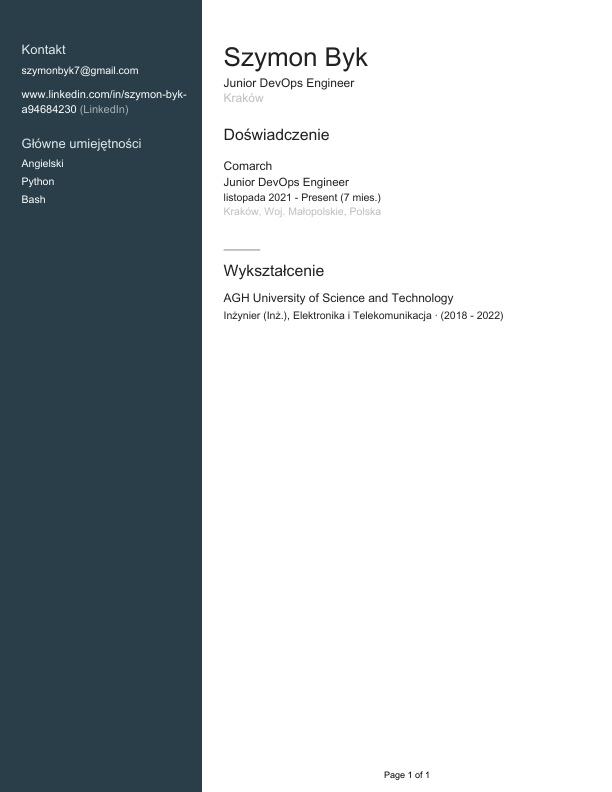 Kontakt
szymonbyk7@gmail.com
www.linkedin.com/in/szymon-byk-
a94684230 (LinkedIn)
Główne umiejętności
Angielski
Python
Bash
Szymon Byk
Junior DevOps Engineer
Kraków
Doświadczenie
Comarch
Junior DevOps Engineer
listopada 2021 - Present (7 mies.)
Kraków, Woj. Małopolskie, Polska
Wykształcenie
AGH University of Science and Technology
Inżynier (Inż.), Elektronika i Telekomunikacja · (2018 - 2022)
Page 1 of 1